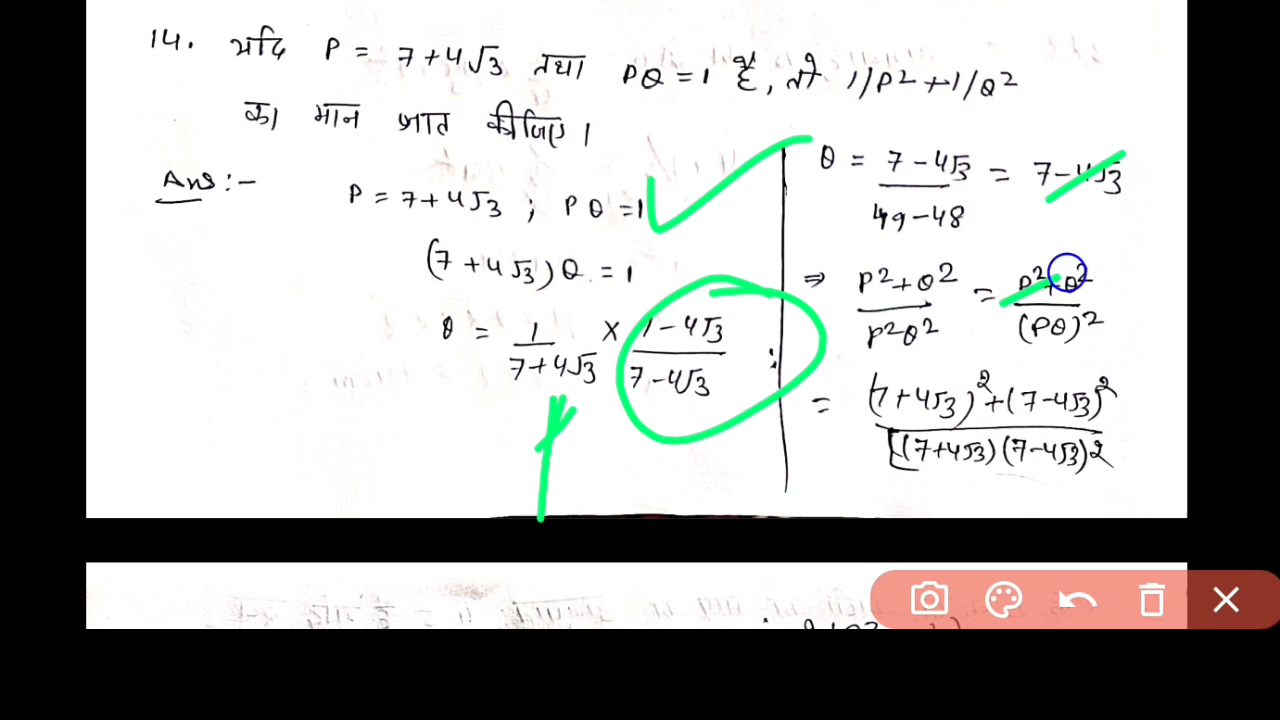 14. यदि P = 7+4√3 तथा PQ = 1 है, तो 1/P² + 1/Q²
का मान ज्ञात कीजिए।
Ans:- P = 7+4√3 ; PQ = 1
(7+4√3)Q = 1
Q = 1/7+4√3 × 7-4√3/7-4√3 ;
Q = 7-4√3/49-48 = 7-4√3
⇒ P²+Q²/P²Q² = P²+Q²/(PQ)²
= (7+4√3)²+(7-4√3)²/[(7+4√3)(7-4√3)2